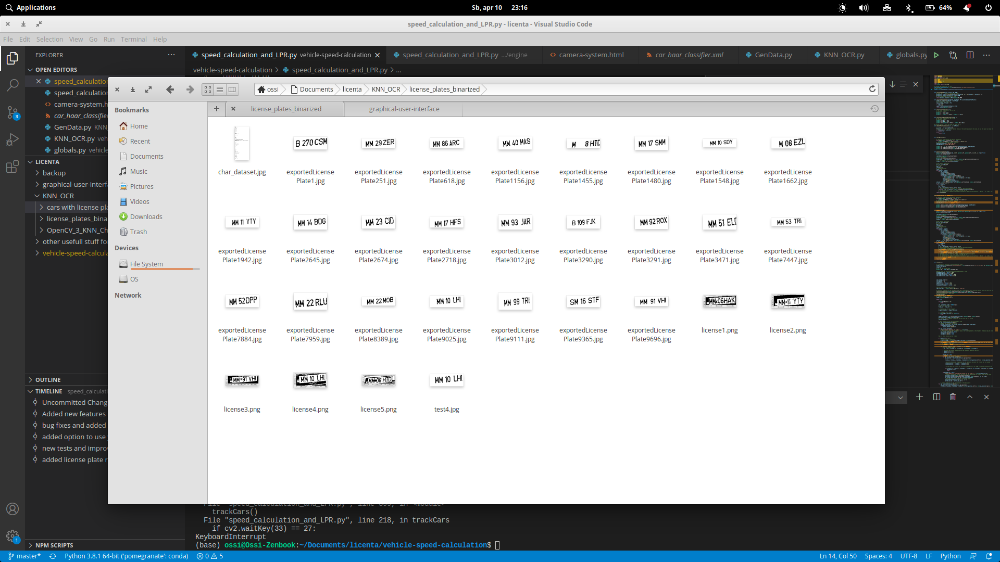 Applications
Sb, apr 10 23:16
64%
speed_calculation_and_LPR.py - licenta - Visual Studio Code
File Edit Selection View Go Run Terminal Help
EXPLORER
speed_calculation_and_LPR.py vehicle-speed-calculation
speed_calculation_and_LPR.py .../engine
camera-system.html
car_haar_classifier.xml
GenData.py
KNN_OCR.py
globals.py
OPEN EDITORS
vehicle-speed-calculation > speed_calculation_and_LPR.py > ...
speed_calculation
speed_calculation
camera-system.h
car_haar_classifier
GenData.py KNN_
KNN_OCR.py veh
globals.py vehicle
LICENTA
backup
graphical-user-interf
KNN_OCR
cars with license pla
license_plates_bina
OpenCV_3_KNN_Ch
other usefull stuff fo
vehicle-speed-calcula
OUTLINE
TIMELINE speed_calculati
Uncommitted Chang
Added new features
bug fixes and added
added option to use
new tests and improv
added license plate r
NPM SCRIPTS
ossi Documents licenta KNN_OCR license_plates_binarized
license_plates_binarized
graphical-user-interface
Bookmarks
Home
Recent
Documents
Music
Pictures
Videos
Downloads
Trash
Devices
File System
OS
Network
B 270 CSM
MM 29 ZER
MM 86 ARC
MM 40 MAS
M 8 HTD
MM 17 SMM
MM 10 SDY
M 08 EZL
char_dataset.jpg
exportedLicense
Plate1.jpg
exportedLicense
Plate251.jpg
exportedLicense
Plate618.jpg
exportedLicense
Plate1156.jpg
exportedLicense
Plate1455.jpg
exportedLicense
Plate1480.jpg
exportedLicense
Plate1548.jpg
exportedLicense
Plate1662.jpg
MM 11 YTY
MM 14 BDG
MM 23 CID
MM 17 HFS
MM 93 JAR
B 109 FJK
MM 92 ROX
MM 51 ELD
MM 53 TRI
exportedLicense
Plate1942.jpg
exportedLicense
Plate2645.jpg
exportedLicense
Plate2674.jpg
exportedLicense
Plate2718.jpg
exportedLicense
Plate3012.jpg
exportedLicense
Plate3290.jpg
exportedLicense
Plate3291.jpg
exportedLicense
Plate3471.jpg
exportedLicense
Plate7447.jpg
MM 52 DPP
MM 22 RLU
MM 22 MOB
MM 10 LHI
MM 99 TRI
SM 16 STF
MM 91 VHI
MM 06HAK
MM 11 YTY
exportedLicense
Plate7884.jpg
exportedLicense
Plate7959.jpg
exportedLicense
Plate8389.jpg
exportedLicense
Plate9025.jpg
exportedLicense
Plate9111.jpg
exportedLicense
Plate9365.jpg
exportedLicense
Plate9696.jpg
license1.png
license2.png
MM 91 VHI
MM 10 LHI
MM 08 HTD
MM 10 LHI
license3.png
license4.png
license5.png
test4.jpg
trackCars()
File "speed_calculation_and_LPR.py", line 218, in trackCars
if cv2.waitKey(33) == 27:
KeyboardInterrupt
(base) ossi@Ossi-Zenbook:~/Documents/licenta/vehicle-speed-calculation$
3
1
master* Python 3.8.1 64-bit ('pomegranate': conda) 0 5
Ln 14, Col 50 Spaces: 4 UTF-8 LF Python